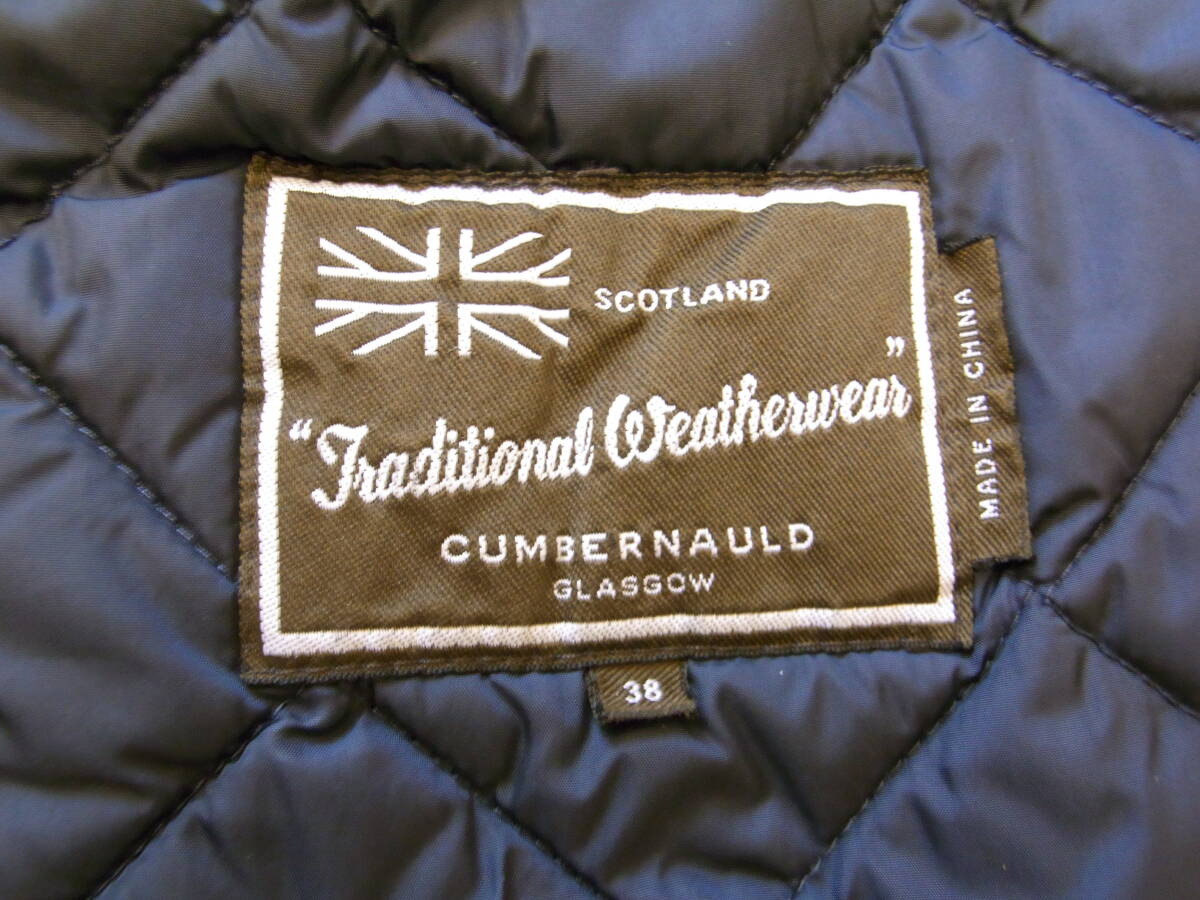 SCOTLAND
"Traditional Weatherwear"
CUMBERNAULD
GLASGOW
MADE IN CHINA
38